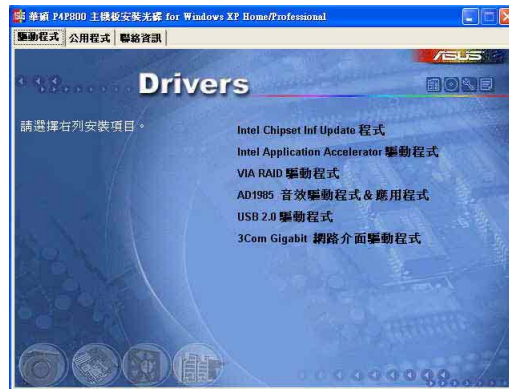 華碩 P4P800 主機板安裝光碟 for Windows XP Home/Professional
驅動程式 公用程式 聯絡資訊
ASUS
Drivers
請選擇右列安裝項目。
Intel Chipset Inf Update 程式
Intel Application Accelerator 驅動程式
VIA RAID 驅動程式
AD1985 音效驅動程式 & 應用程式
USB 2.0 驅動程式
3Com Gigabit 網路介面驅動程式